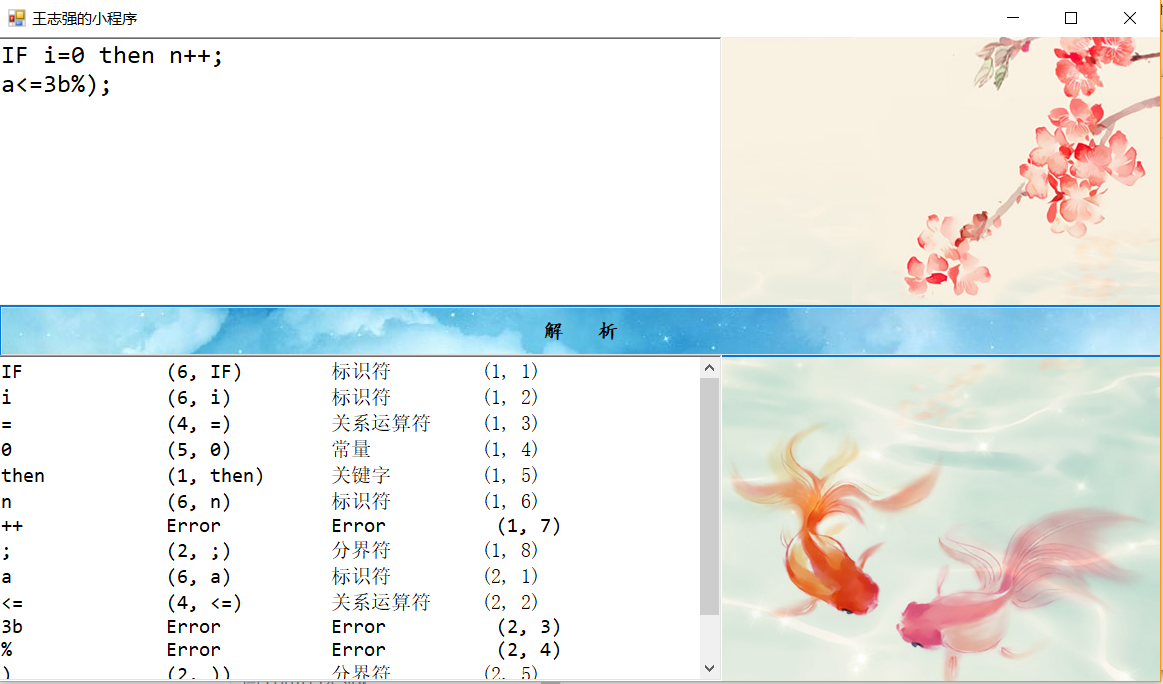 王志强的小程序
IF i=0 then n++;
a<=3b%);
解 析
IF (6, IF) 标识符 (1, 1)
i (6, i) 标识符 (1, 2)
= (4, =) 关系运算符 (1, 3)
0 (5, 0) 常量 (1, 4)
then (1, then) 关键字 (1, 5)
n (6, n) 标识符 (1, 6)
++ Error Error (1, 7)
; (2, ;) 分界符 (1, 8)
a (6, a) 标识符 (2, 1)
<= (4, <=) 关系运算符 (2, 2)
3b Error Error (2, 3)
% Error Error (2, 4)
) (2, )) 分界符 (2, 5)